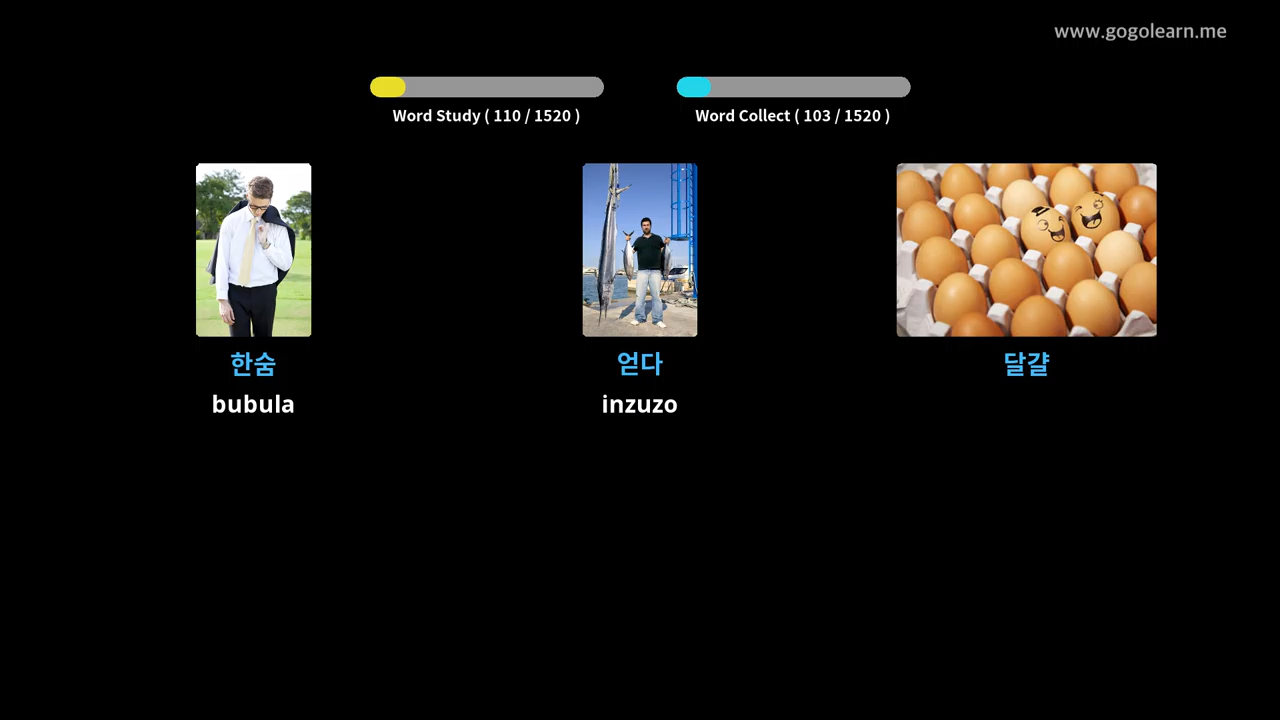 www.gogolearn.me
Word Study ( 110 / 1520 )
Word Collect ( 103 / 1520 )
한숨
bubula
얻다
inzuzo
달걀